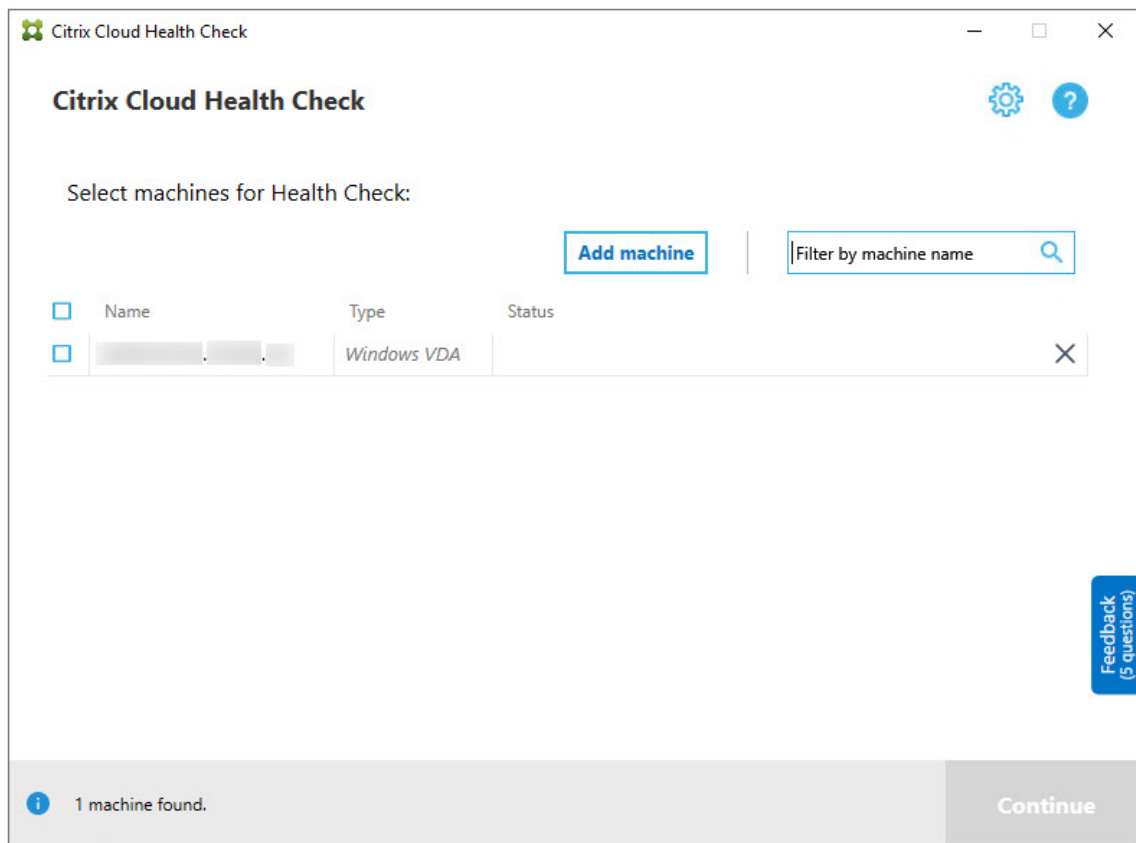 Citrix Cloud Health Check
Citrix Cloud Health Check
?
Select machines for Health Check:
Add machine
Filter by machine name
Name Type Status
Windows VDA
Feedback
(5 questions)
1 machine found.
Continue